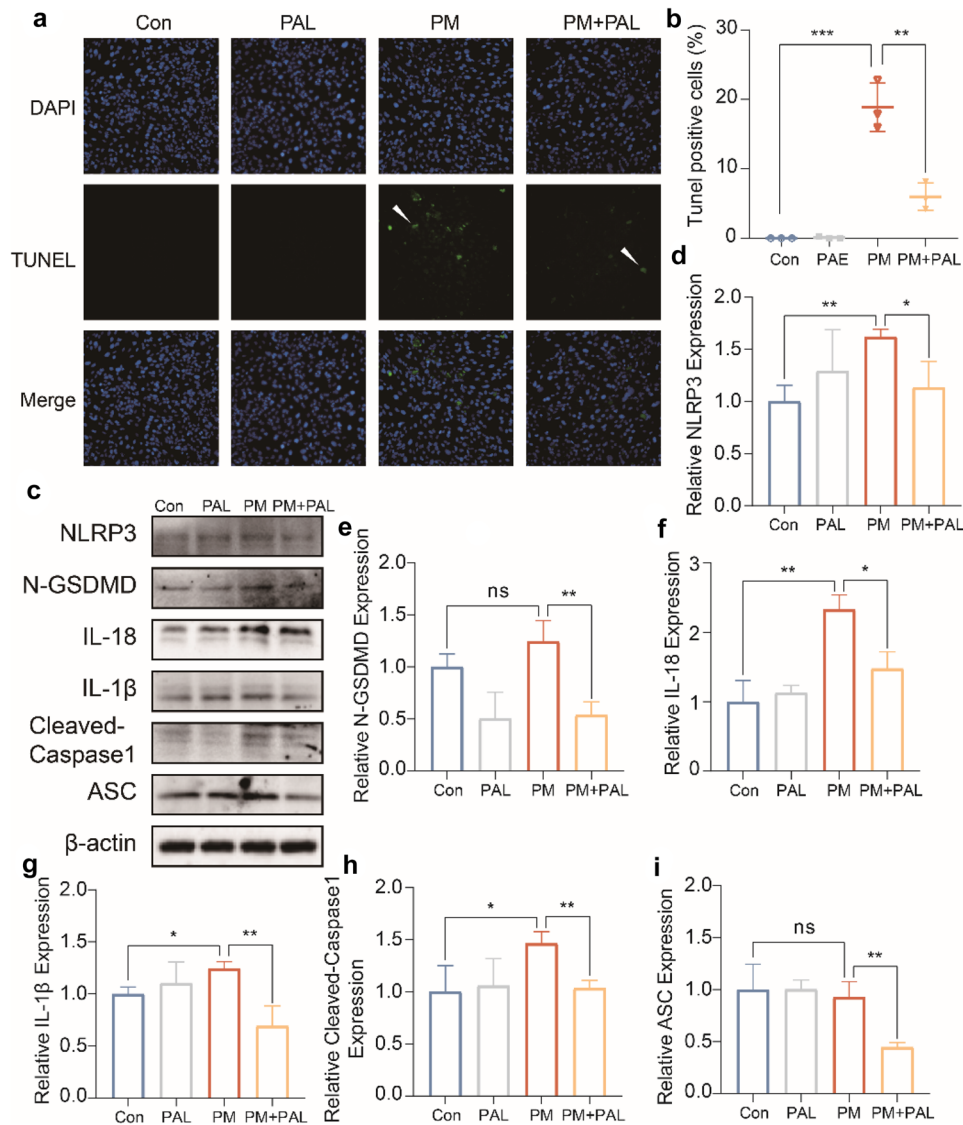 a
Con PAL PM PM+PAL
DAPI
TUNEL
Merge
b
Tunel positive cells (%)
30
20
10
0
*** **
Con PAE PM PM+PAL
c
Con PAL PM PM+PAL
NLRP3
N-GSDMD
IL-18
IL-1β
Cleaved-
Caspase1
ASC
β-actin
d
Relative NLRP3 Expression
2.0
1.5
1.0
0.5
0.0
** *
Con PAL PM PM+PAL
e
Relative N-GSDMD Expression
2.0
1.5
1.0
0.5
0.0
ns **
Con PAL PM PM+PAL
f
Relative IL-18 Expression
3
2
1
0
** *
Con PAL PM PM+PAL
g
Relative IL-1β Expression
2.0
1.5
1.0
0.5
0.0
* **
Con PAL PM PM+PAL
h
Relative Cleaved-Caspase1
Expression
2.0
1.5
1.0
0.5
0.0
* **
Con PAL PM PM+PAL
i
Relative ASC Expression
2.0
1.5
1.0
0.5
0.0
ns **
Con PAL PM PM+PAL